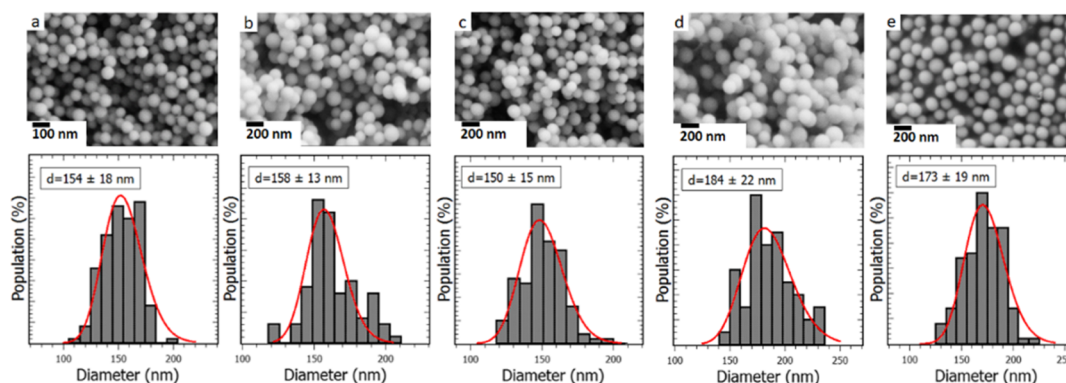 a
100 nm
b
200 nm
c
200 nm
d
200 nm
e
200 nm
d=154 ± 18 nm
Population (%)
100 150 200
Diameter (nm)
d=158 ± 13 nm
Population (%)
100 150 200
Diameter (nm)
d=150 ± 15 nm
Population (%)
100 150 200
Diameter (nm)
d=184 ± 22 nm
Population (%)
100 150 200 250
Diameter (nm)
d=173 ± 19 nm
Population (%)
100 150 200 250
Diameter (nm)